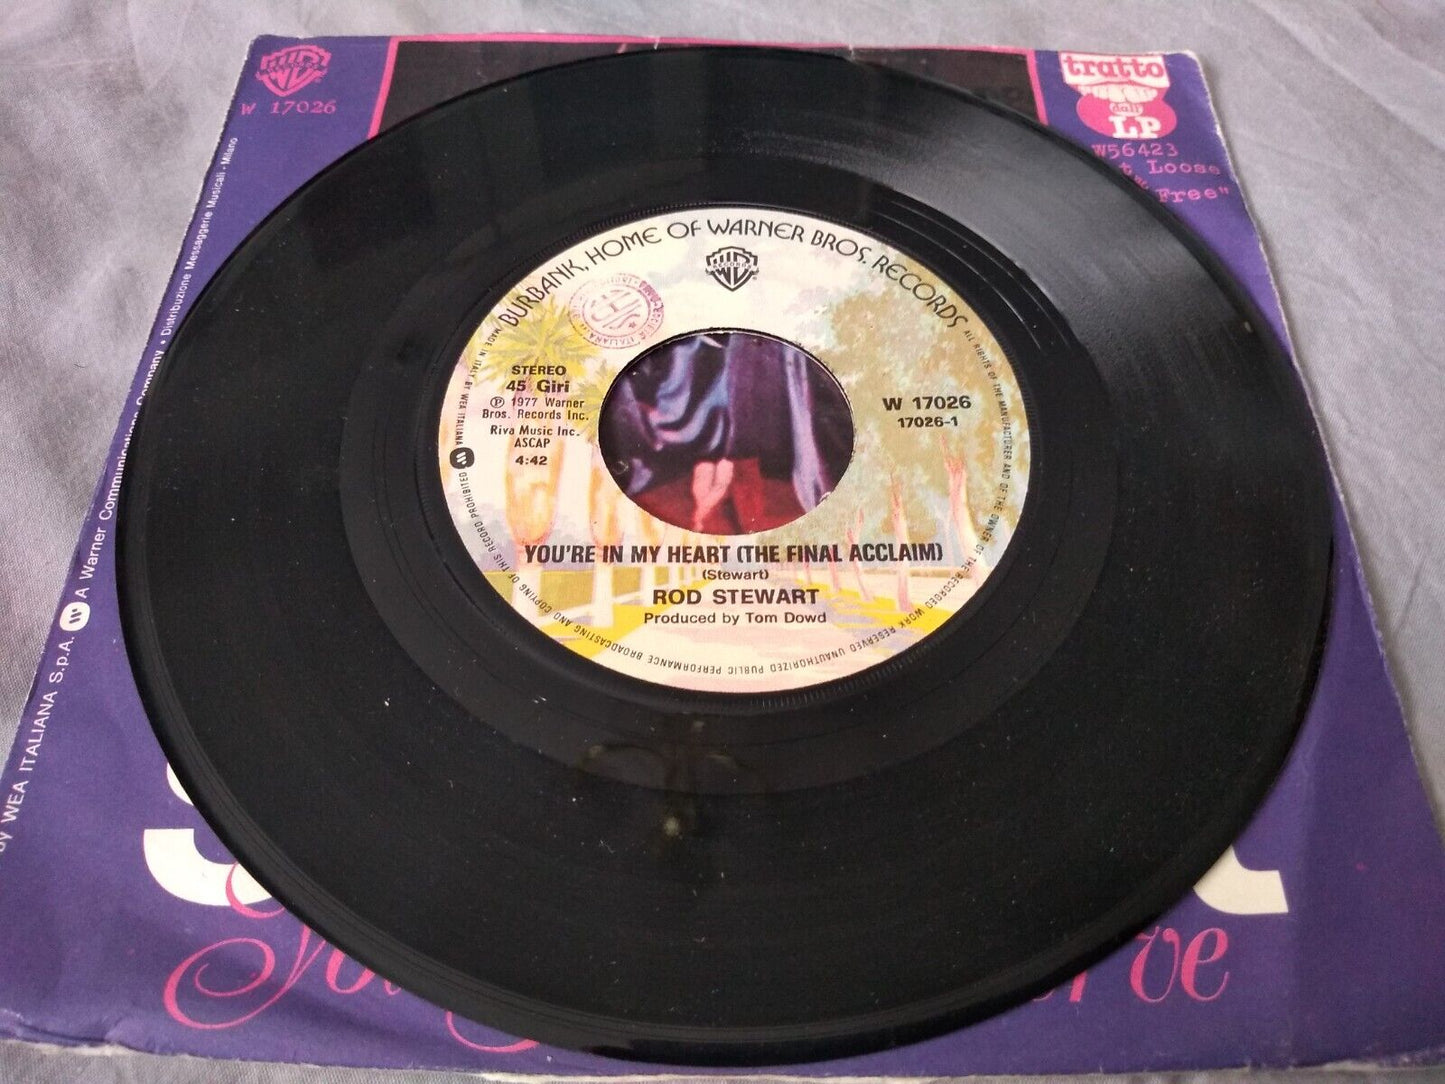 W 17026
tratto
dall'
LP
W56423
t Loose
&
Free"
Distribuzione Messaggerie Musicali - Milano
by WEA ITALIANA S.p.A. A Warner Communications Company •
BURBANK, HOME OF WARNER BROS. RECORDS
RECORDS
STEREO
45 Giri
Ⓟ 1977 Warner
Bros. Records Inc.
Riva Music Inc.
ASCAP
4:42
W 17026
17026-1
YOU'RE IN MY HEART (THE FINAL ACCLAIM)
(Stewart)
ROD STEWART
Produced by Tom Dowd
MADE IN ITALY BY WEA ITALIANA
ALL RIGHTS OF THE MANUFACTURER AND OF THE OWNER OF THE RECORDED WORK RESERVED UNAUTHORIZED PUBLIC PERFORMANCE BROADCASTING AND COPYING OF THIS RECORD PROHIBITED
ve